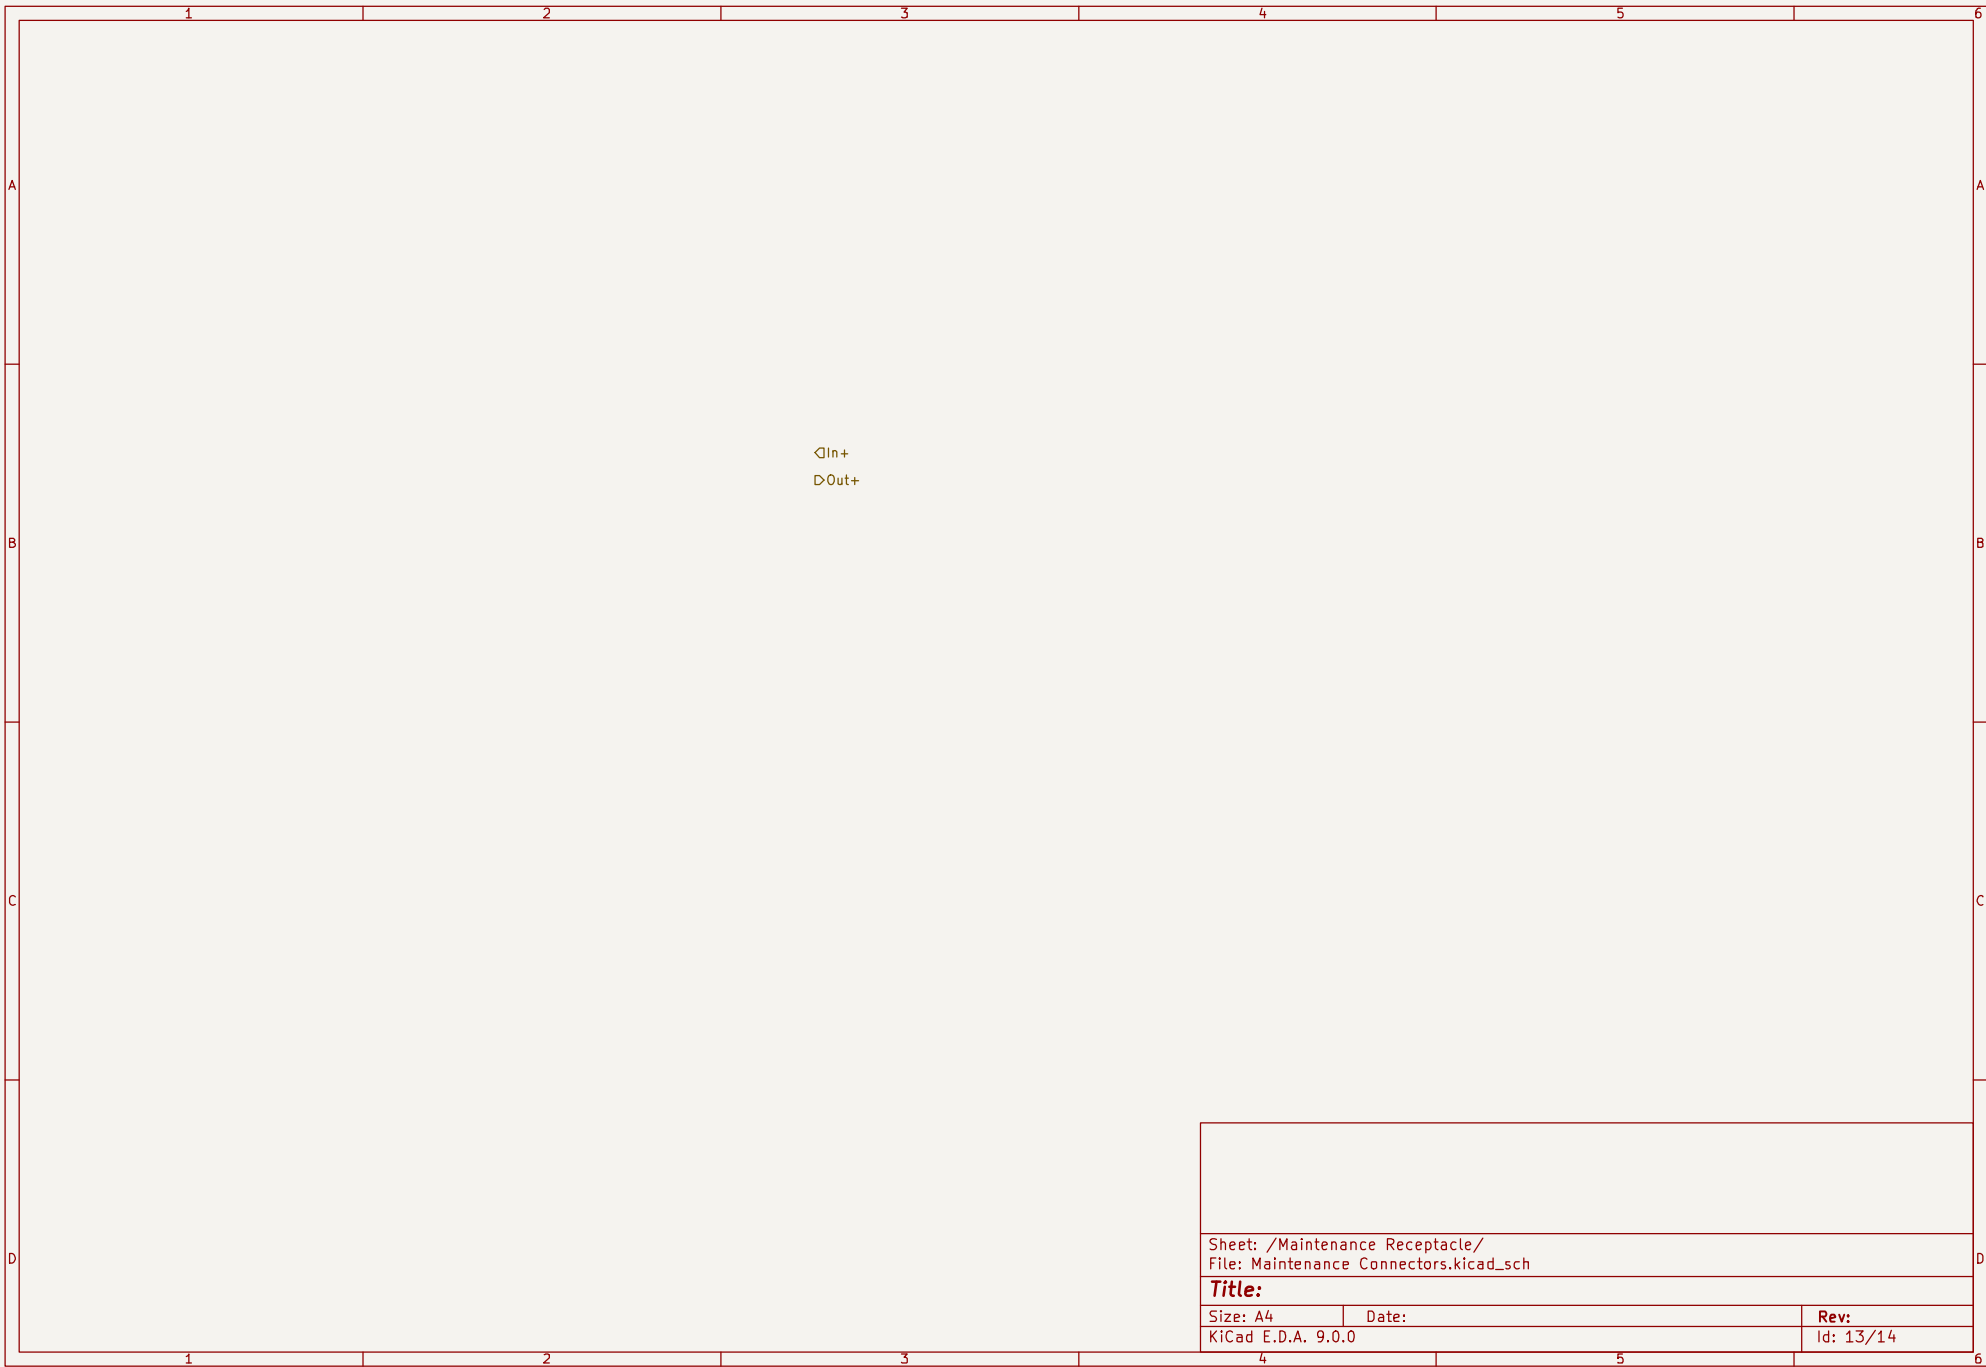 1 2 3 4 5 6
A A
In+
Out+
B B
C C
Sheet: /Maintenance Receptacle/
File: Maintenance Connectors.kicad_sch
D D
Title:
Size: A4 Date: Rev:
KiCad E.D.A. 9.0.0 Id: 13/14
1 2 3 4 5 6